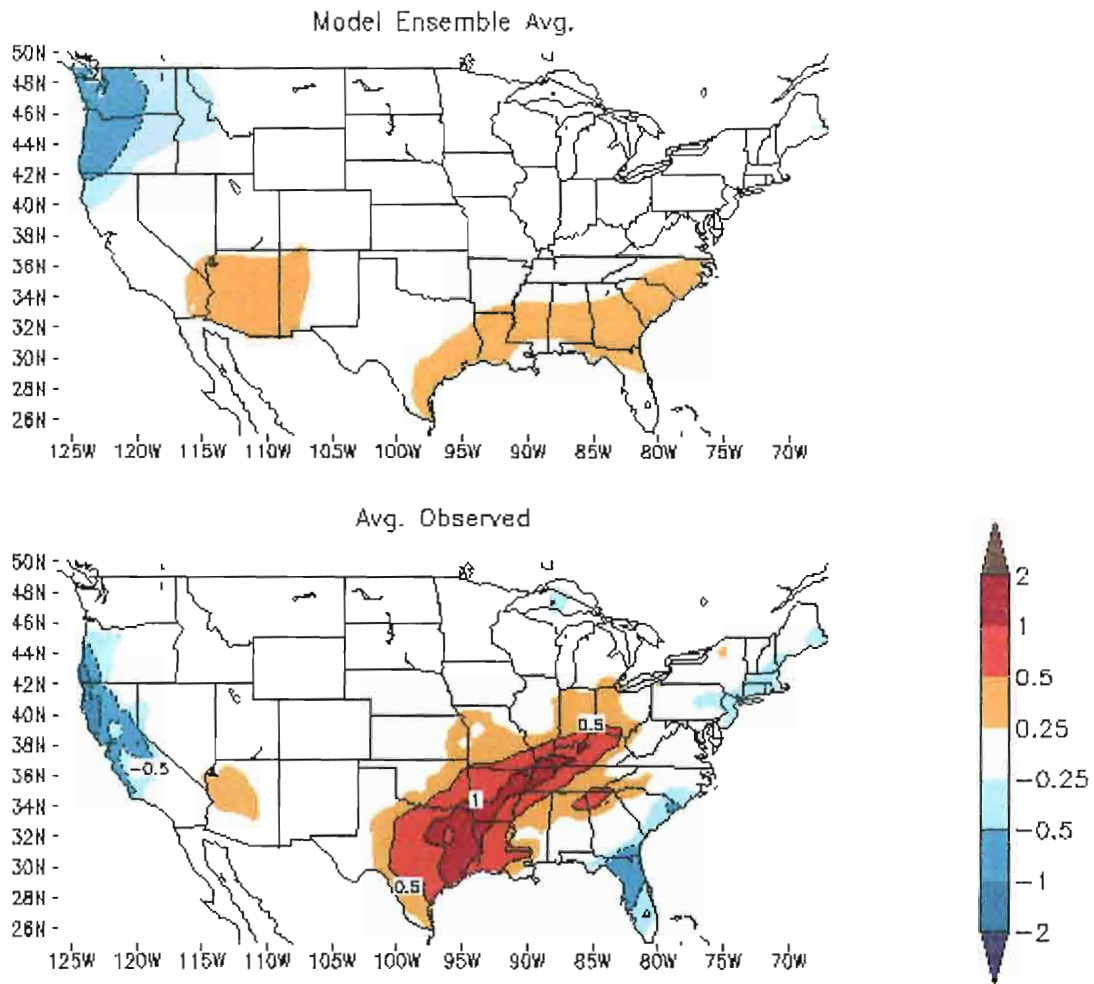 Model Ensemble Avg.
50N
48N
46N
44N
42N
40N
38N
36N
34N
32N
30N
28N
26N
125W 120W 115W 110W 105W 100W 95W 90W 85W 80W 75W 70W
Avg. Observed
50N
48N
46N
44N
42N
40N
38N
36N
34N
32N
30N
28N
26N
0.5
-0.5
1
0.5
125W 120W 115W 110W 105W 100W 95W 90W 85W 80W 75W 70W
2
1
0.5
0.25
-0.25
-0.5
-1
-2